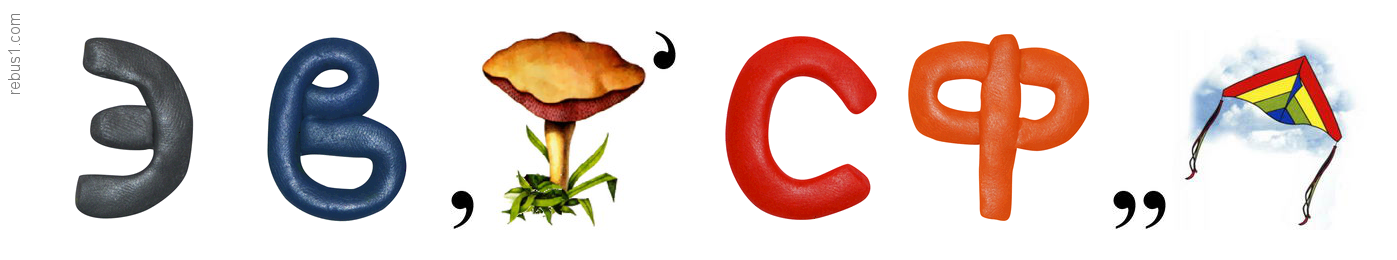 rebus1.com
Э В , ’ С Ф ,,